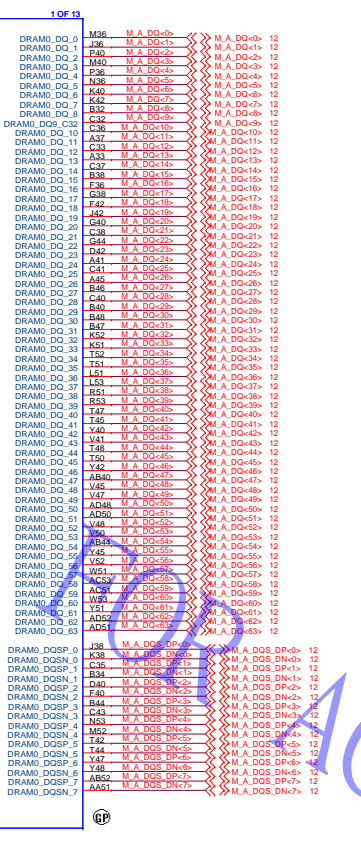 1 OF 13
DRAM0_DQ_0 M36 M_A_DQ<0> M_A_DQ<0> 12
DRAM0_DQ_1 J36 M_A_DQ<1> M_A_DQ<1> 12
DRAM0_DQ_2 P40 M_A_DQ<2> M_A_DQ<2> 12
DRAM0_DQ_3 M40 M_A_DQ<3> M_A_DQ<3> 12
DRAM0_DQ_4 P36 M_A_DQ<4> M_A_DQ<4> 12
DRAM0_DQ_5 N36 M_A_DQ<5> M_A_DQ<5> 12
DRAM0_DQ_6 K40 M_A_DQ<6> M_A_DQ<6> 12
DRAM0_DQ_7 K42 M_A_DQ<7> M_A_DQ<7> 12
DRAM0_DQ_8 B32 M_A_DQ<8> M_A_DQ<8> 12
DRAM0_DQ9_C32 C32 M_A_DQ<9> M_A_DQ<9> 12
DRAM0_DQ_10 C36 M_A_DQ<10> M_A_DQ<10> 12
DRAM0_DQ_11 A37 M_A_DQ<11> M_A_DQ<11> 12
DRAM0_DQ_12 C33 M_A_DQ<12> M_A_DQ<12> 12
DRAM0_DQ_13 A33 M_A_DQ<13> M_A_DQ<13> 12
DRAM0_DQ_14 C37 M_A_DQ<14> M_A_DQ<14> 12
DRAM0_DQ_15 B38 M_A_DQ<15> M_A_DQ<15> 12
DRAM0_DQ_16 F36 M_A_DQ<16> M_A_DQ<16> 12
DRAM0_DQ_17 G38 M_A_DQ<17> M_A_DQ<17> 12
DRAM0_DQ_18 F42 M_A_DQ<18> M_A_DQ<18> 12
DRAM0_DQ_19 J42 M_A_DQ<19> M_A_DQ<19> 12
DRAM0_DQ_20 G40 M_A_DQ<20> M_A_DQ<20> 12
DRAM0_DQ_21 C38 M_A_DQ<21> M_A_DQ<21> 12
DRAM0_DQ_22 G44 M_A_DQ<22> M_A_DQ<22> 12
DRAM0_DQ_23 D42 M_A_DQ<23> M_A_DQ<23> 12
DRAM0_DQ_24 A41 M_A_DQ<24> M_A_DQ<24> 12
DRAM0_DQ_25 C41 M_A_DQ<25> M_A_DQ<25> 12
DRAM0_DQ_26 A45 M_A_DQ<26> M_A_DQ<26> 12
DRAM0_DQ_27 B46 M_A_DQ<27> M_A_DQ<27> 12
DRAM0_DQ_28 C40 M_A_DQ<28> M_A_DQ<28> 12
DRAM0_DQ_29 B40 M_A_DQ<29> M_A_DQ<29> 12
DRAM0_DQ_30 B48 M_A_DQ<30> M_A_DQ<30> 12
DRAM0_DQ_31 B47 M_A_DQ<31> M_A_DQ<31> 12
DRAM0_DQ_32 K52 M_A_DQ<32> M_A_DQ<32> 12
DRAM0_DQ_33 K51 M_A_DQ<33> M_A_DQ<33> 12
DRAM0_DQ_34 T52 M_A_DQ<34> M_A_DQ<34> 12
DRAM0_DQ_35 T51 M_A_DQ<35> M_A_DQ<35> 12
DRAM0_DQ_36 L51 M_A_DQ<36> M_A_DQ<36> 12
DRAM0_DQ_37 L53 M_A_DQ<37> M_A_DQ<37> 12
DRAM0_DQ_38 R51 M_A_DQ<38> M_A_DQ<38> 12
DRAM0_DQ_39 R53 M_A_DQ<39> M_A_DQ<39> 12
DRAM0_DQ_40 T47 M_A_DQ<40> M_A_DQ<40> 12
DRAM0_DQ_41 T45 M_A_DQ<41> M_A_DQ<41> 12
DRAM0_DQ_42 Y40 M_A_DQ<42> M_A_DQ<42> 12
DRAM0_DQ_43 V41 M_A_DQ<43> M_A_DQ<43> 12
DRAM0_DQ_44 T48 M_A_DQ<44> M_A_DQ<44> 12
DRAM0_DQ_45 T50 M_A_DQ<45> M_A_DQ<45> 12
DRAM0_DQ_46 Y42 M_A_DQ<46> M_A_DQ<46> 12
DRAM0_DQ_47 AB40 M_A_DQ<47> M_A_DQ<47> 12
DRAM0_DQ_48 V45 M_A_DQ<48> M_A_DQ<48> 12
DRAM0_DQ_49 V47 M_A_DQ<49> M_A_DQ<49> 12
DRAM0_DQ_50 AD48 M_A_DQ<50> M_A_DQ<50> 12
DRAM0_DQ_51 AD50 M_A_DQ<51> M_A_DQ<51> 12
DRAM0_DQ_52 V48 M_A_DQ<52> M_A_DQ<52> 12
DRAM0_DQ_53 V50 M_A_DQ<53> M_A_DQ<53> 12
DRAM0_DQ_54 AB44 M_A_DQ<54> M_A_DQ<54> 12
DRAM0_DQ_55 Y45 M_A_DQ<55> M_A_DQ<55> 12
DRAM0_DQ_56 V52 M_A_DQ<56> M_A_DQ<56> 12
DRAM0_DQ_57 W51 M_A_DQ<57> M_A_DQ<57> 12
DRAM0_DQ_58 AC53 M_A_DQ<58> M_A_DQ<58> 12
DRAM0_DQ_59 AC51 M_A_DQ<59> M_A_DQ<59> 12
DRAM0_DQ_60 W53 M_A_DQ<60> M_A_DQ<60> 12
DRAM0_DQ_61 Y51 M_A_DQ<61> M_A_DQ<61> 12
DRAM0_DQ_62 AD52 M_A_DQ<62> M_A_DQ<62> 12
DRAM0_DQ_63 AD51 M_A_DQ<63> M_A_DQ<63> 12
DRAM0_DQSP_0 J38 M_A_DQS_DP<0> M_A_DQS_DP<0> 12
DRAM0_DQSN_0 K38 M_A_DQS_DN<0> M_A_DQS_DN<0> 12
DRAM0_DQSP_1 C35 M_A_DQS_DP<1> M_A_DQS_DP<1> 12
DRAM0_DQSN_1 B34 M_A_DQS_DN<1> M_A_DQS_DN<1> 12
DRAM0_DQSP_2 D40 M_A_DQS_DP<2> M_A_DQS_DP<2> 12
DRAM0_DQSN_2 F40 M_A_DQS_DN<2> M_A_DQS_DN<2> 12
DRAM0_DQSP_3 B44 M_A_DQS_DP<3> M_A_DQS_DP<3> 12
DRAM0_DQSN_3 C43 M_A_DQS_DN<3> M_A_DQS_DN<3> 12
DRAM0_DQSP_4 N53 M_A_DQS_DP<4> M_A_DQS_DP<4> 12
DRAM0_DQSN_4 M52 M_A_DQS_DN<4> M_A_DQS_DN<4> 12
DRAM0_DQSP_5 T42 M_A_DQS_DP<5> M_A_DQS_DP<5> 12
DRAM0_DQSN_5 T44 M_A_DQS_DN<5> M_A_DQS_DN<5> 12
DRAM0_DQSP_6 Y47 M_A_DQS_DP<6> M_A_DQS_DP<6> 12
DRAM0_DQSN_6 Y48 M_A_DQS_DN<6> M_A_DQS_DN<6> 12
DRAM0_DQSP_7 AB52 M_A_DQS_DP<7> M_A_DQS_DP<7> 12
DRAM0_DQSN_7 AA51 M_A_DQS_DN<7> M_A_DQS_DN<7> 12
GP